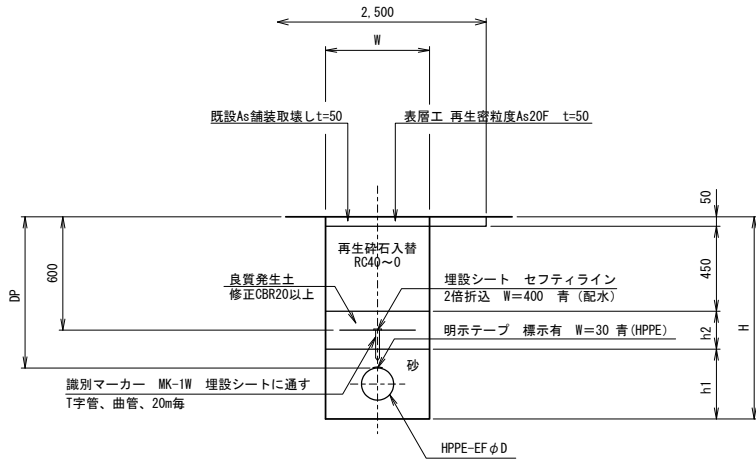 2,500
W
既設As舗装取壊しt=50
表層工 再生密粒度As20F t=50
50
600
DP
再生砕石入替
RC40～0
450
良質発生土
修正CBR20以上
埋設シート セフティライン
2倍折込 W=400 青（配水）
H
h2
明示テープ 標示有 W=30 青(HPPE)
砂
識別マーカー MK-1W 埋設シートに通す
T字管、曲管、20m毎
h1
HPPE-EFφD